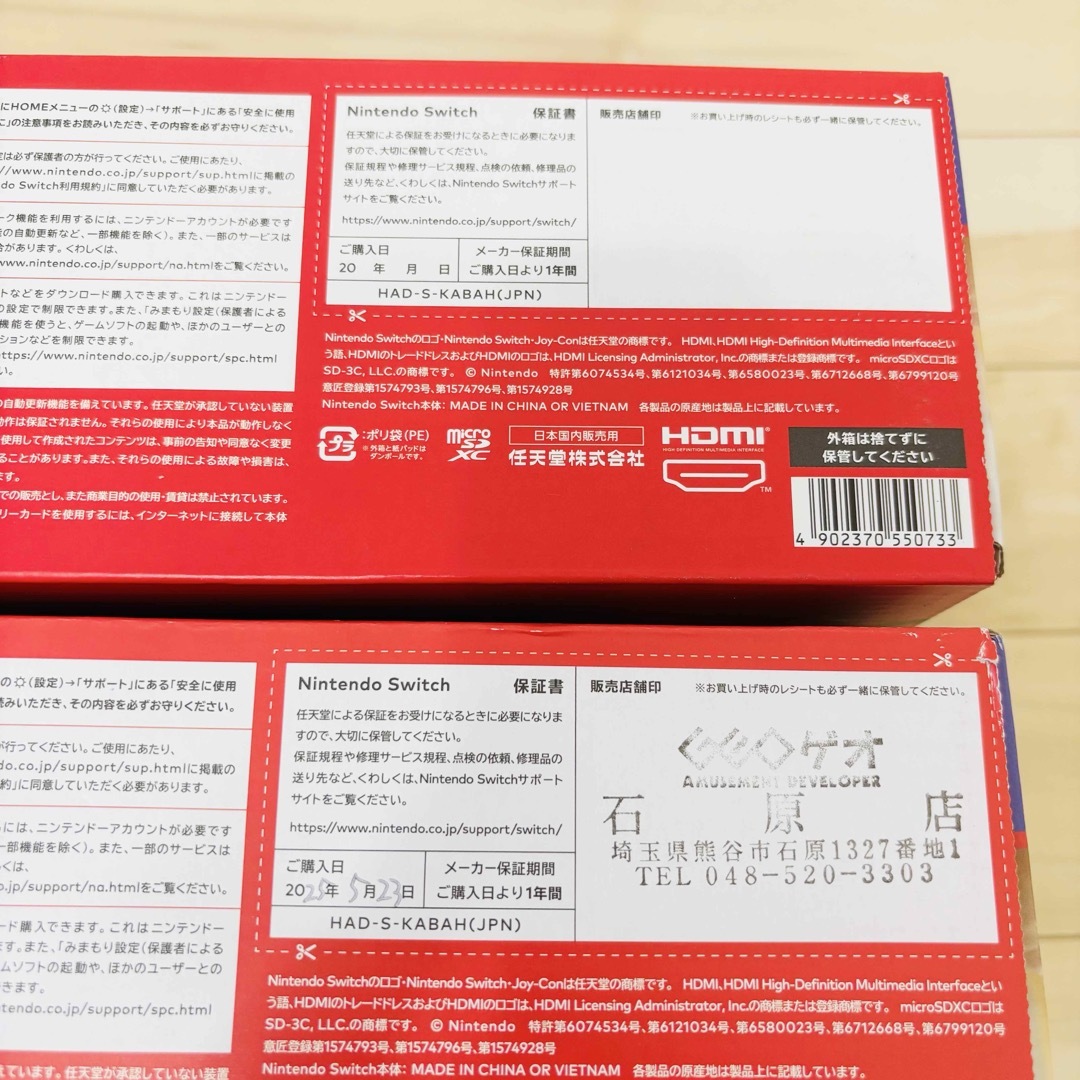 にHOMEメニューの(設定)→「サポート」にある「安全に使用
に」の注意事項をお読みいただき、その内容を必ずお守りください。
定は必ず保護者の方が行ってください。ご使用にあたり、
//www.nintendo.co.jp/support/sup.htmlに掲載の
do Switch利用規約」に同意していただく必要があります。
ーク機能を利用するには、ニンテンドーアカウントが必要です
の自動更新など、一部機能を除く)。また、一部のサービスは
合があります。くわしくは、
www.nintendo.co.jp/support/na.htmlをご覧ください。
トなどをダウンロード購入できます。これはニンテンドー
の設定で制限できます。また、「みまもり設定(保護者による
機能を使うと、ゲームソフトの起動や、ほかのユーザーとの
ションなどを制限できます。
ttps://www.nintendo.co.jp/support/spc.html
い。
自動更新機能を備えています。任天堂が承認していない装置
動作は保証されません。それらの使用により本品が動作しなく
使用して作成されたコンテンツは、事前の告知や同意なく変更
ることがあります。また、それらの使用による故障や損害は、
ます。
での販売とし、また商業目的の使用・賃貸は禁止されています。
リーカードを使用するには、インターネットに接続して本体
Nintendo Switch 保証書
任天堂による保証をお受けになるときに必要になりま
すので、大切に保管してください。
保証規程や修理サービス規程、点検の依頼、修理品の
送り先など、くわしくは、Nintendo Switchサポート
サイトをご覧ください。
https://www.nintendo.co.jp/support/switch/
ご購入日 メーカー保証期間
20 年 月 日 ご購入日より1年間
HAD-S-KABAH(JPN)
販売店舗印 ※お買い上げ時のレシートも必ず一緒に保管してください。
Nintendo Switchのロゴ・Nintendo Switch・Joy-Conは任天堂の商標です。 HDMI、HDMI High-Definition Multimedia Interfaceとい
う語、HDMIのトレードドレスおよびHDMIのロゴは、HDMI Licensing Administrator, Inc.の商標または登録商標です。 microSDXCロゴは
SD-3C, LLC.の商標です。 © Nintendo 特許第6074534号、第6121034号、第6580023号、第6712668号、第6799120号
意匠登録第1574793号、第1574796号、第1574928号
Nintendo Switch本体: MADE IN CHINA OR VIETNAM 各製品の原産地は製品上に記載しています。
プラ
:ポリ袋(PE)
※外箱と紙パッドは
ダンボールです。
micro
SD
XC
日本国内販売用
任天堂株式会社
HDMI
HIGH DEFINITION MULTIMEDIA INTERFACE
TM
外箱は捨てずに
保管してください
4 902370 550733
の(設定)→「サポート」にある「安全に使用
読みいただき、その内容を必ずお守りください。
が行ってください。ご使用にあたり、
do.co.jp/support/sup.htmlに掲載の
約」に同意していただく必要があります。
るには、ニンテンドーアカウントが必要です
一部機能を除く)。また、一部のサービスは
くは、
o.jp/support/na.htmlをご覧ください。
ード購入できます。これはニンテンドー
ます。また、「みまもり設定(保護者による
ムソフトの起動や、ほかのユーザーとの
きます。
tendo.co.jp/support/spc.html
えています。任天堂が承認していない装置
Nintendo Switch 保証書
任天堂による保証をお受けになるときに必要になりま
すので、大切に保管してください。
保証規程や修理サービス規程、点検の依頼、修理品の
送り先など、くわしくは、Nintendo Switchサポート
サイトをご覧ください。
https://www.nintendo.co.jp/support/switch/
ご購入日 メーカー保証期間
2025年 5月23日 ご購入日より1年間
HAD-S-KABAH(JPN)
販売店舗印 ※お買い上げ時のレシートも必ず一緒に保管してください。
GEOゲオ
AMUSEMENT DEVELOPER
石原店
埼玉県熊谷市石原1327番地1
TEL 048-520-3303
Nintendo Switchのロゴ・Nintendo Switch・Joy-Conは任天堂の商標です。 HDMI、HDMI High-Definition Multimedia Interfaceとい
う語、HDMIのトレードドレスおよびHDMIのロゴは、HDMI Licensing Administrator, Inc.の商標または登録商標です。 microSDXCロゴは
SD-3C, LLC.の商標です。 © Nintendo 特許第6074534号、第6121034号、第6580023号、第6712668号、第6799120号
意匠登録第1574793号、第1574796号、第1574928号
Nintendo Switch本体: MADE IN CHINA OR VIETNAM 各製品の原産地は製品上に記載しています。